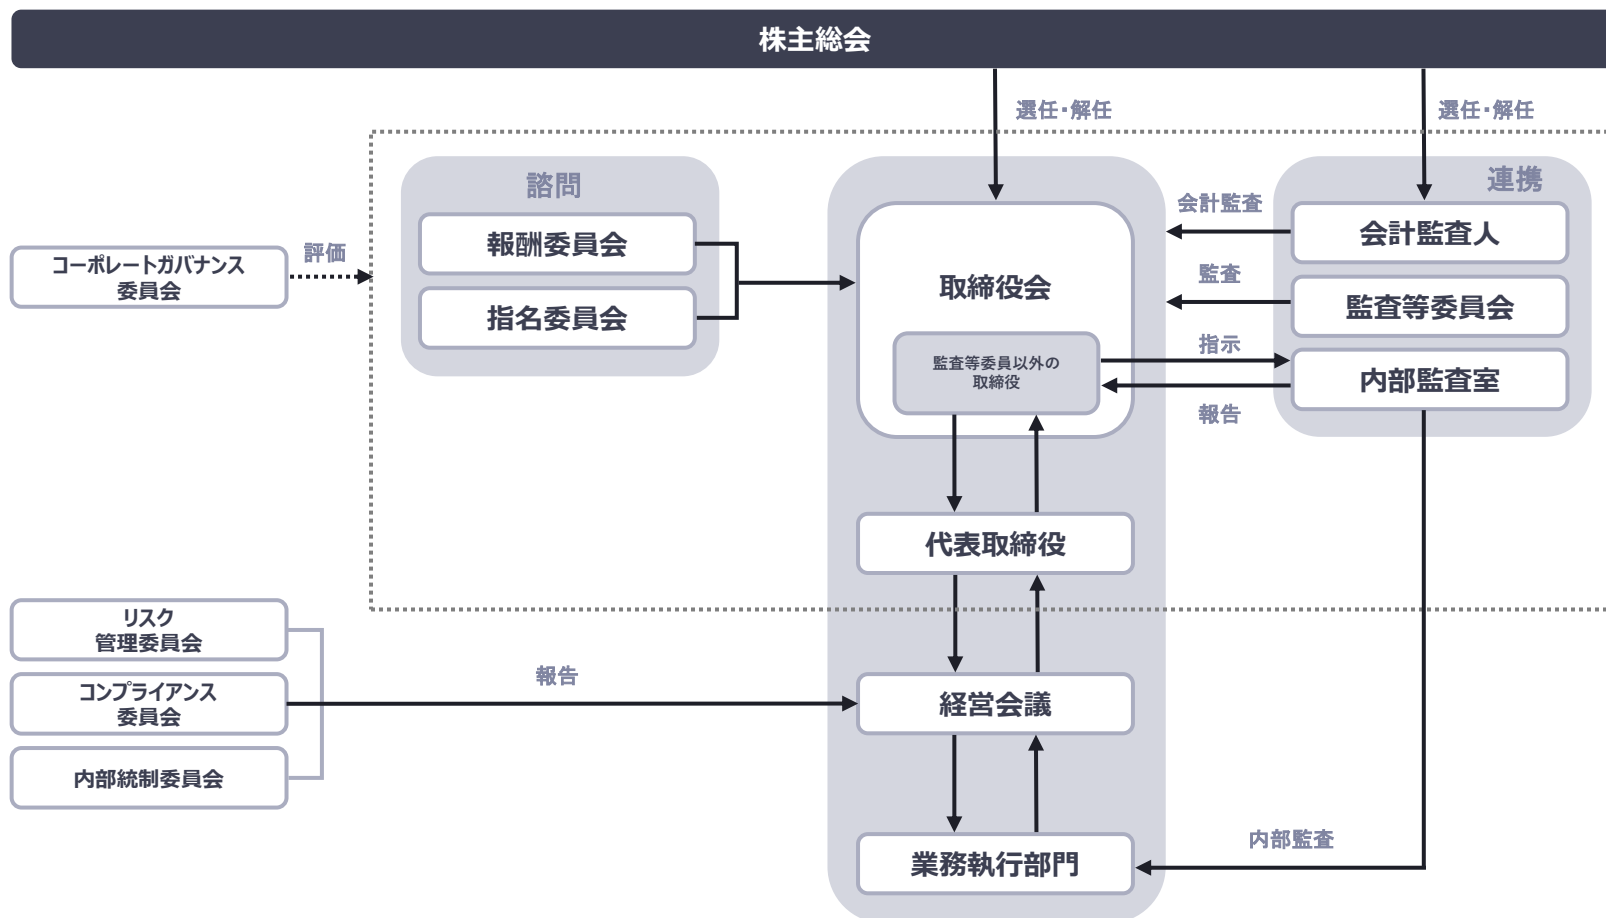 株主総会
選任・解任
選任・解任
諮問
連携
報酬委員会
指名委員会
コーポレートガバナンス
委員会
評価
取締役会
監査等委員以外の
取締役
会計監査
監査
指示
報告
会計監査人
監査等委員会
内部監査室
代表取締役
リスク
管理委員会
コンプライアンス
委員会
内部統制委員会
報告
経営会議
業務執行部門
内部監査